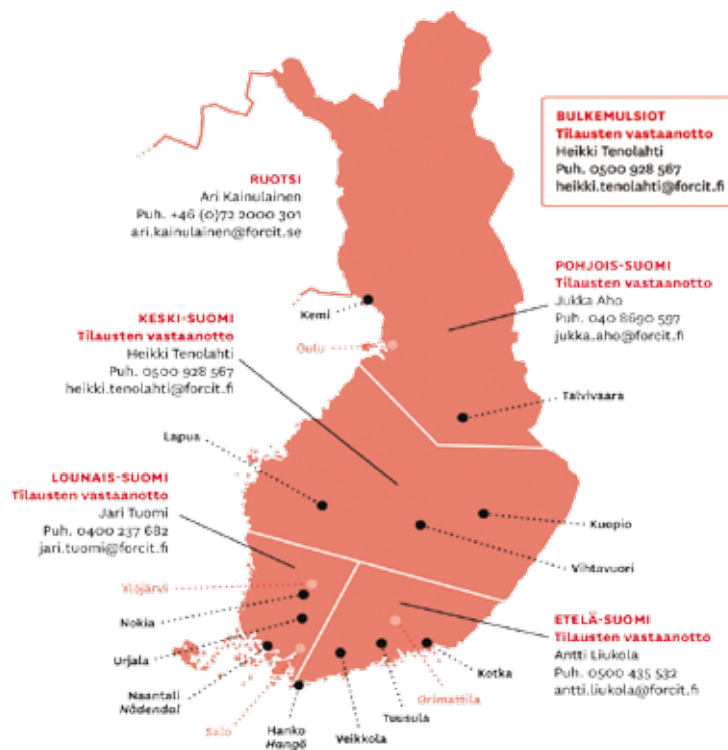 BULKEMULSIOT
Tilausten vastaanotto
Heikki Tenolahti
Puh. 0500 928 567
heikki.tenolahti@forcit.fi
RUOTSI
Ari Kainulainen
Puh. +46 (0)72 2000 301
ari.kainulainen@forcit.se
POHJOIS-SUOMI
Tilausten vastaanotto
Jukka Aho
Puh. 040 8690 597
jukka.aho@forcit.fi
Kemi
KESKI-SUOMI
Tilausten vastaanotto
Heikki Tenolahti
Puh. 0500 928 567
heikki.tenolahti@forcit.fi
Oulu
Talvivaara
Lapua
LOUNAIS-SUOMI
Tilausten vastaanotto
Jari Tuomi
Puh. 0400 237 682
jari.tuomi@forcit.fi
Kuopio
Vihtavuori
Ylöjärvi
Nokia
Urjala
Naantali
Nådendal
Salo
Hanko
Hangö
Veikkola
Tuusula
Orimattila
Kotka
ETELÄ-SUOMI
Tilausten vastaanotto
Antti Liukola
Puh. 0500 435 532
antti.liukola@forcit.fi